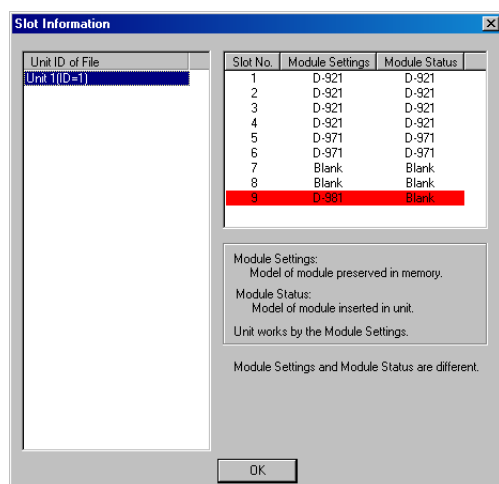 Slot Information
Unit ID of File
Unit 1(ID=1)
Slot No. Module Settings Module Status
1 D-921 D-921
2 D-921 D-921
3 D-921 D-921
4 D-921 D-921
5 D-971 D-971
6 D-971 D-971
7 Blank Blank
8 Blank Blank
9 D-981 Blank
Module Settings:
Model of module preserved in memory.
Module Status:
Model of module inserted in unit.
Unit works by the Module Settings.
Module Settings and Module Status are different.
OK